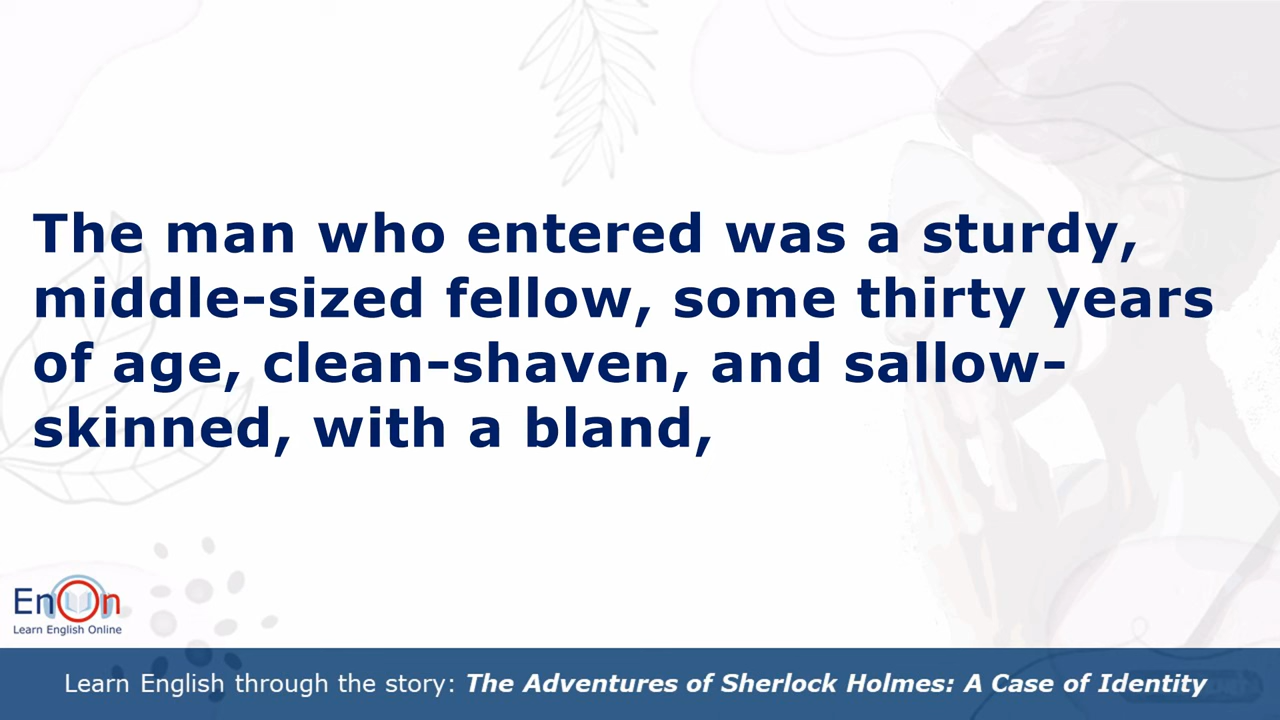 The man who entered was a sturdy,
middle-sized fellow, some thirty years
of age, clean-shaven, and sallow-
skinned, with a bland,
EnOn
Learn English Online
Learn English through the story: The Adventures of Sherlock Holmes: A Case of Identity